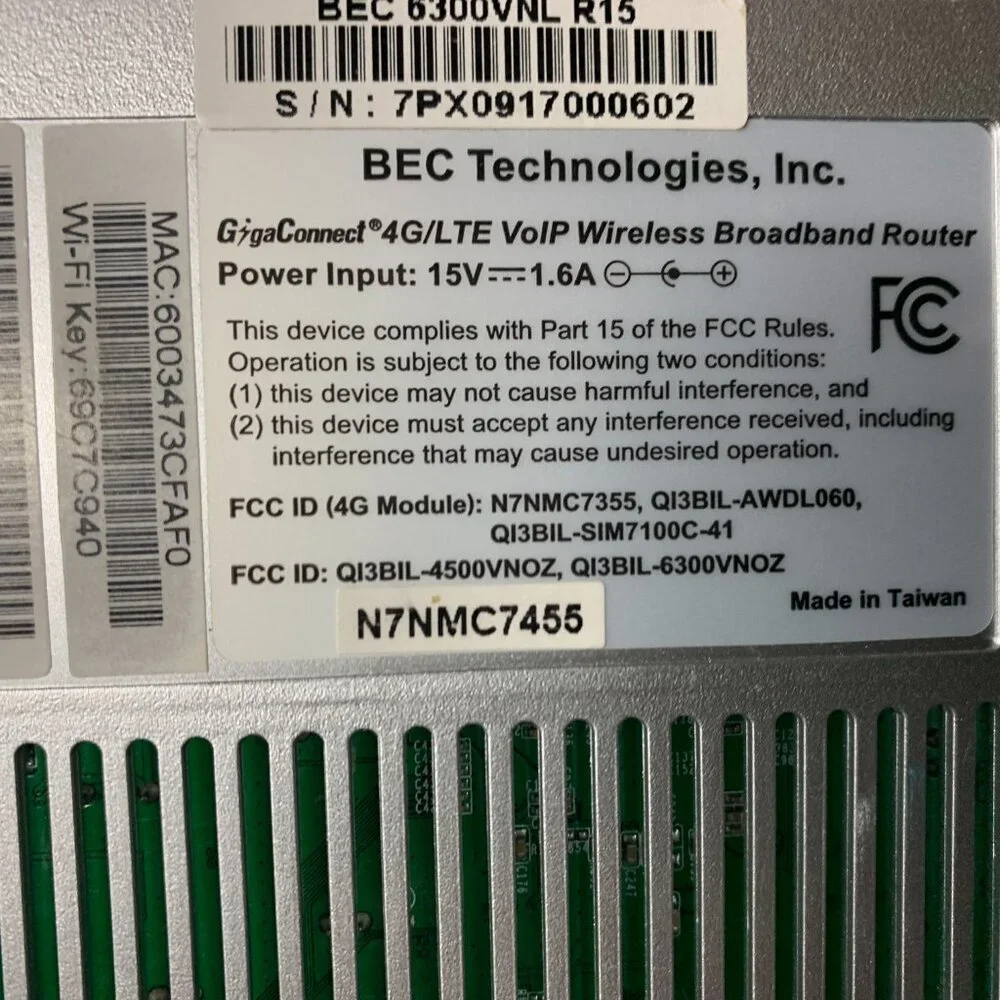 BEC 6300VNL R15
S/N: 7PX0917000602
BEC Technologies, Inc.
GigaConnect®4G/LTE VoIP Wireless Broadband Router
Power Input: 15V⎓1.6A
FC
This device complies with Part 15 of the FCC Rules.
Operation is subject to the following two conditions:
(1) this device may not cause harmful interference, and
(2) this device must accept any interference received, including
interference that may cause undesired operation.
FCC ID (4G Module): N7NMC7355, QI3BIL-AWDL060,
QI3BIL-SIM7100C-41
FCC ID: QI3BIL-4500VNOZ, QI3BIL-6300VNOZ
N7NMC7455
Made in Taiwan
MAC:6003473CFAF0
Wi-Fi Key:69C7C940
C176
854
C247